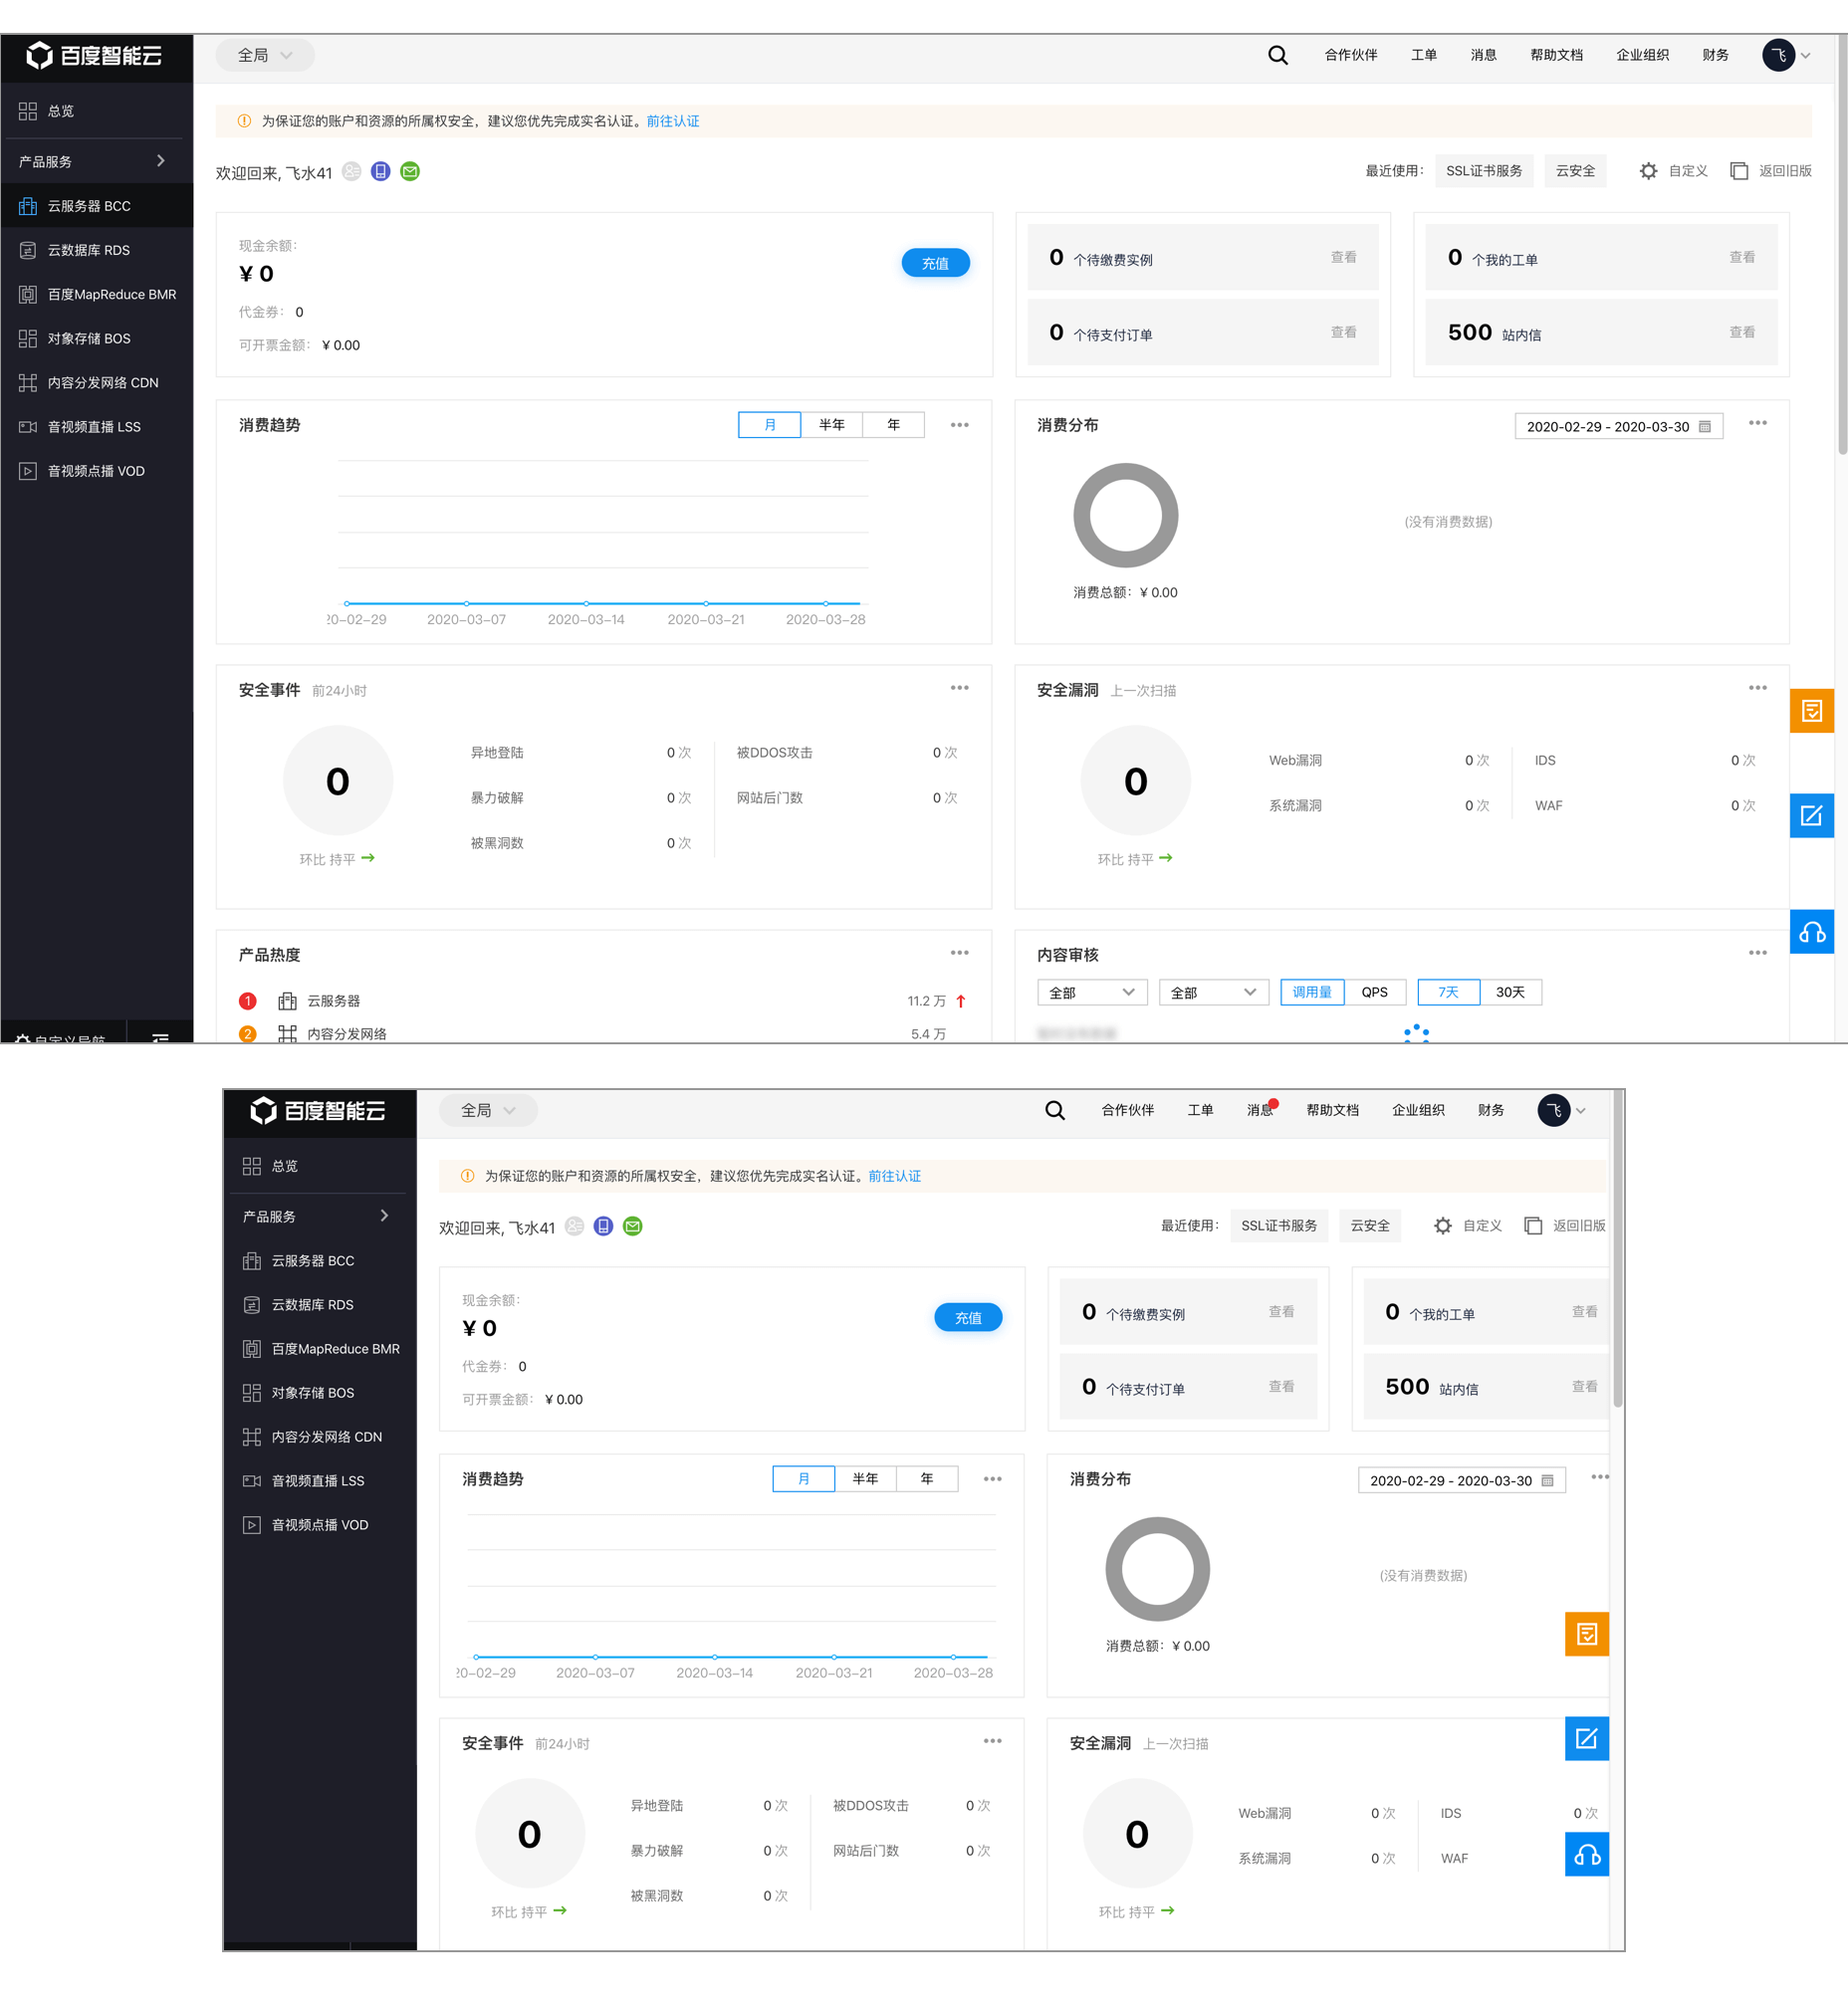 百度智能云
全局
合作伙伴 工单 消息 帮助文档 企业组织 财务 飞
总览
产品服务
云服务器 BCC
云数据库 RDS
百度MapReduce BMR
对象存储 BOS
内容分发网络 CDN
音视频直播 LSS
音视频点播 VOD
自定义导航
为保证您的账户和资源的所属权安全，建议您优先完成实名认证。前往认证
欢迎回来, 飞水41
最近使用： SSL证书服务 云安全 自定义 返回旧版
现金余额：
¥ 0
充值
代金券： 0
可开票金额： ¥ 0.00
0 个待缴费实例 查看
0 个待支付订单 查看
0 个我的工单 查看
500 站内信 查看
消费趋势 月 半年 年
20-02-29 2020-03-07 2020-03-14 2020-03-21 2020-03-28
消费分布 2020-02-29 - 2020-03-30
(没有消费数据)
消费总额：¥ 0.00
安全事件 前24小时
0
环比 持平
异地登陆 0 次 被DDOS攻击 0 次
暴力破解 0 次 网站后门数 0 次
被黑洞数 0 次
安全漏洞 上一次扫描
0
环比 持平
Web漏洞 0 次 IDS 0 次
系统漏洞 0 次 WAF 0 次
产品热度
1 云服务器 11.2 万
2 内容分发网络 5.4 万
内容审核
全部 全部 调用量 QPS 7天 30天
百度智能云
全局
合作伙伴 工单 消息 帮助文档 企业组织 财务 飞
总览
产品服务
云服务器 BCC
云数据库 RDS
百度MapReduce BMR
对象存储 BOS
内容分发网络 CDN
音视频直播 LSS
音视频点播 VOD
为保证您的账户和资源的所属权安全，建议您优先完成实名认证。前往认证
欢迎回来, 飞水41
最近使用： SSL证书服务 云安全 自定义 返回旧版
现金余额：
¥ 0
充值
代金券： 0
可开票金额： ¥ 0.00
0 个待缴费实例 查看
0 个待支付订单 查看
0 个我的工单 查看
500 站内信 查看
消费趋势 月 半年 年
20-02-29 2020-03-07 2020-03-14 2020-03-21 2020-03-28
消费分布 2020-02-29 - 2020-03-30
(没有消费数据)
消费总额：¥ 0.00
安全事件 前24小时
0
环比 持平
异地登陆 0 次 被DDOS攻击 0 次
暴力破解 0 次 网站后门数 0 次
被黑洞数 0 次
安全漏洞 上一次扫描
0
环比 持平
Web漏洞 0 次 IDS 0 次
系统漏洞 0 次 WAF